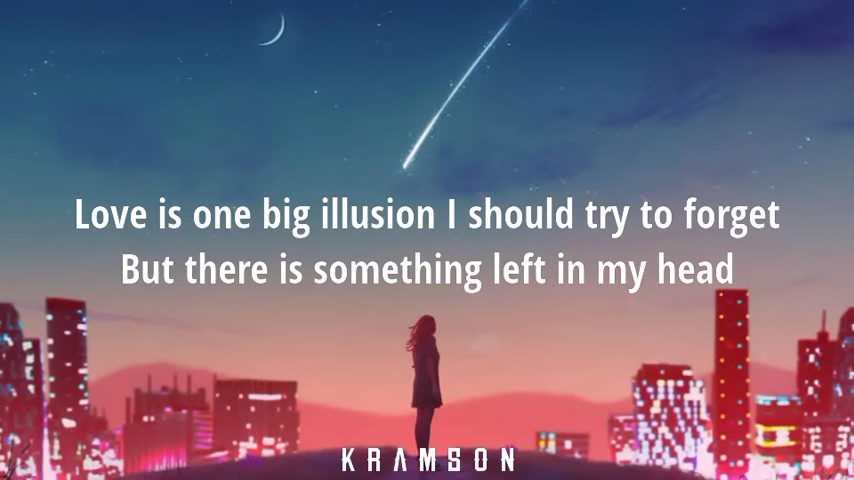 Love is one big illusion I should try to forget
But there is something left in my head
KRAMSON